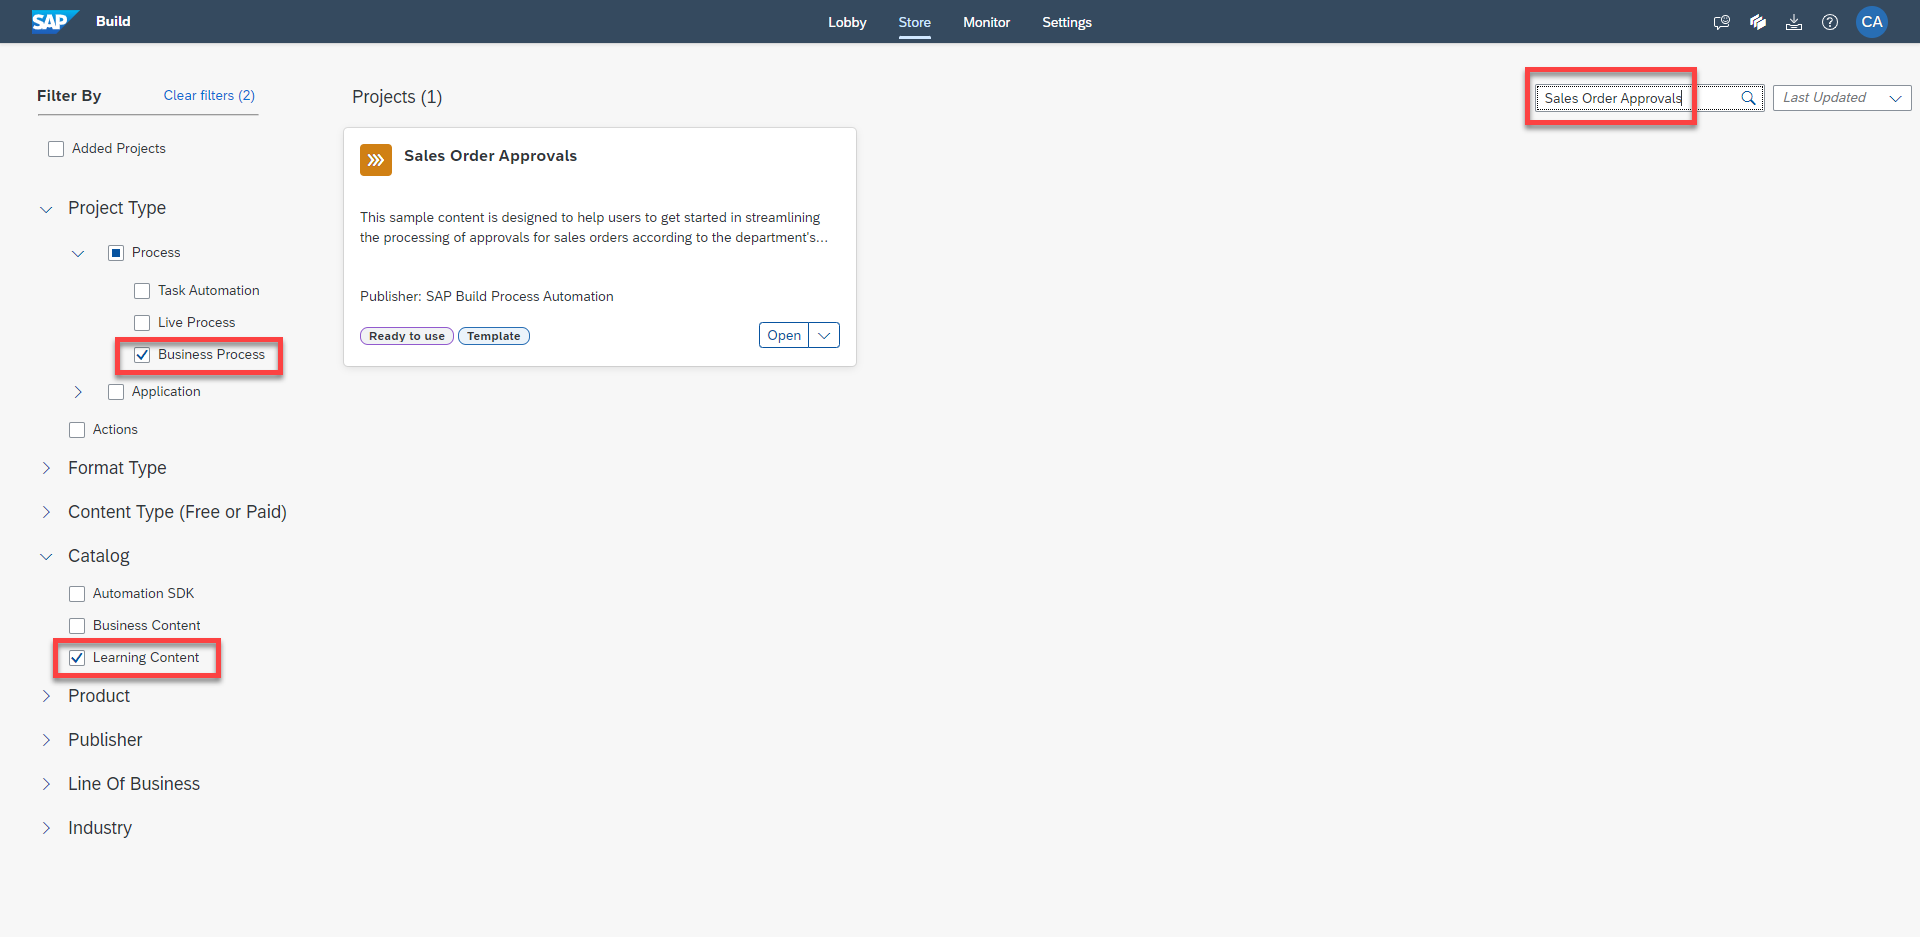 SAP Build
Lobby
Store
Monitor
Settings
CA
Filter By
Clear filters (2)
Added Projects
Project Type
Process
Task Automation
Live Process
Business Process
Application
Actions
Format Type
Content Type (Free or Paid)
Catalog
Automation SDK
Business Content
Learning Content
Product
Publisher
Line Of Business
Industry
Projects (1)
Sales Order Approvals
Last Updated
Sales Order Approvals
This sample content is designed to help users to get started in streamlining
the processing of approvals for sales orders according to the department's...
Publisher: SAP Build Process Automation
Ready to use
Template
Open